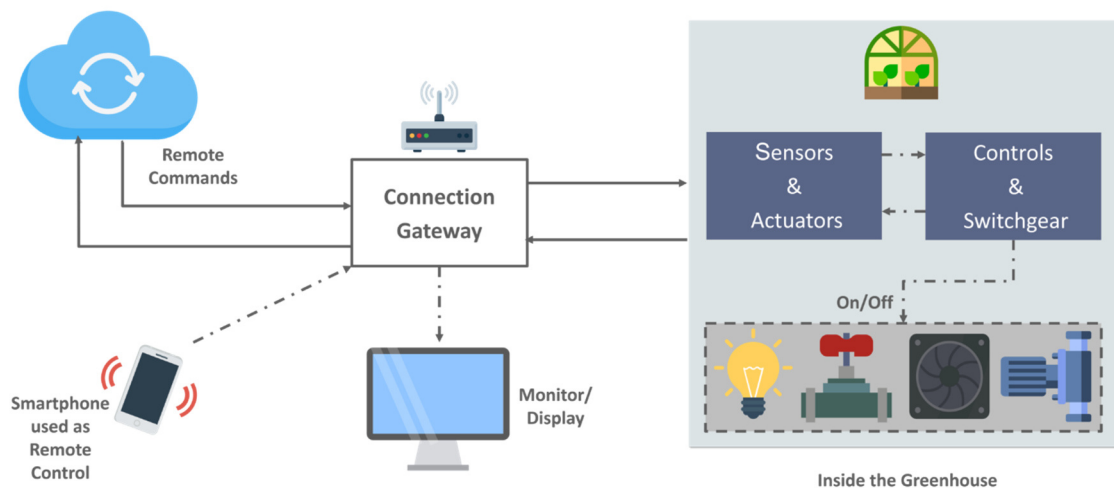 Remote
Commands
Connection
Gateway
Sensors
&
Actuators
Controls
&
Switchgear
On/Off
Smartphone
used as
Remote
Control
Monitor/
Display
Inside the Greenhouse